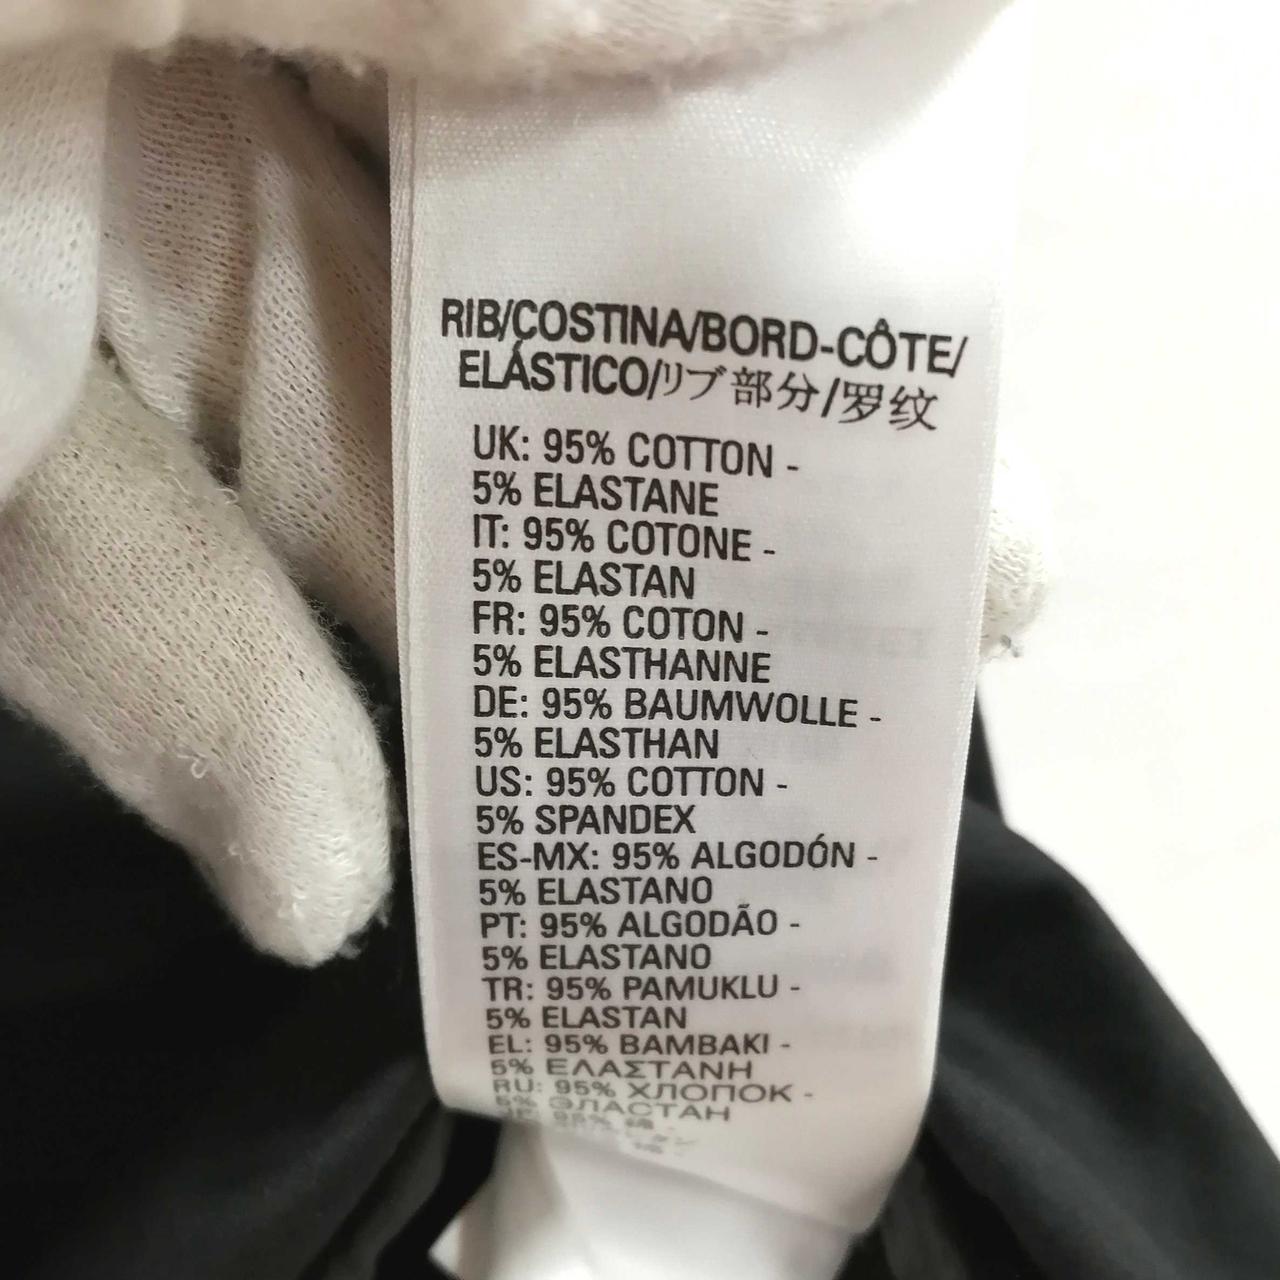 RIB/COSTINA/BORD-CÔTE/
ELÁSTICO/リブ部分/罗纹
UK: 95% COTTON -
5% ELASTANE
IT: 95% COTONE -
5% ELASTAN
FR: 95% COTON -
5% ELASTHANNE
DE: 95% BAUMWOLLE -
5% ELASTHAN
US: 95% COTTON -
5% SPANDEX
ES-MX: 95% ALGODÓN -
5% ELASTANO
PT: 95% ALGODÃO -
5% ELASTANO
TR: 95% PAMUKLU -
5% ELASTAN
EL: 95% BAMBAKI -
5% ΕΛΑΣΤΑΝΗ
RU: 95% ХЛОПОК -
5% ЭЛАСТАН
95%